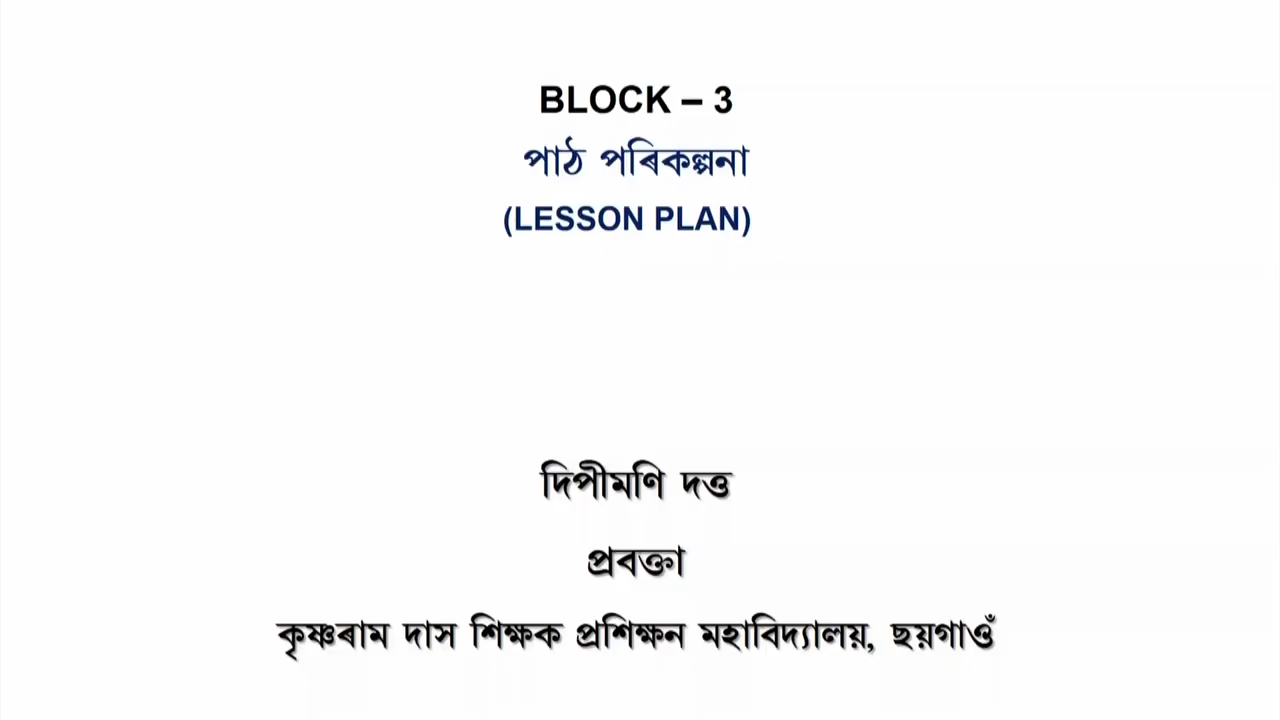 BLOCK – 3
পাঠ পৰিকল্পনা
(LESSON PLAN)
দিপীমণি দত্ত
প্ৰবক্তা
কৃষ্ণৰাম দাস শিক্ষক প্ৰশিক্ষন মহাবিদ্যালয়, ছয়গাওঁ